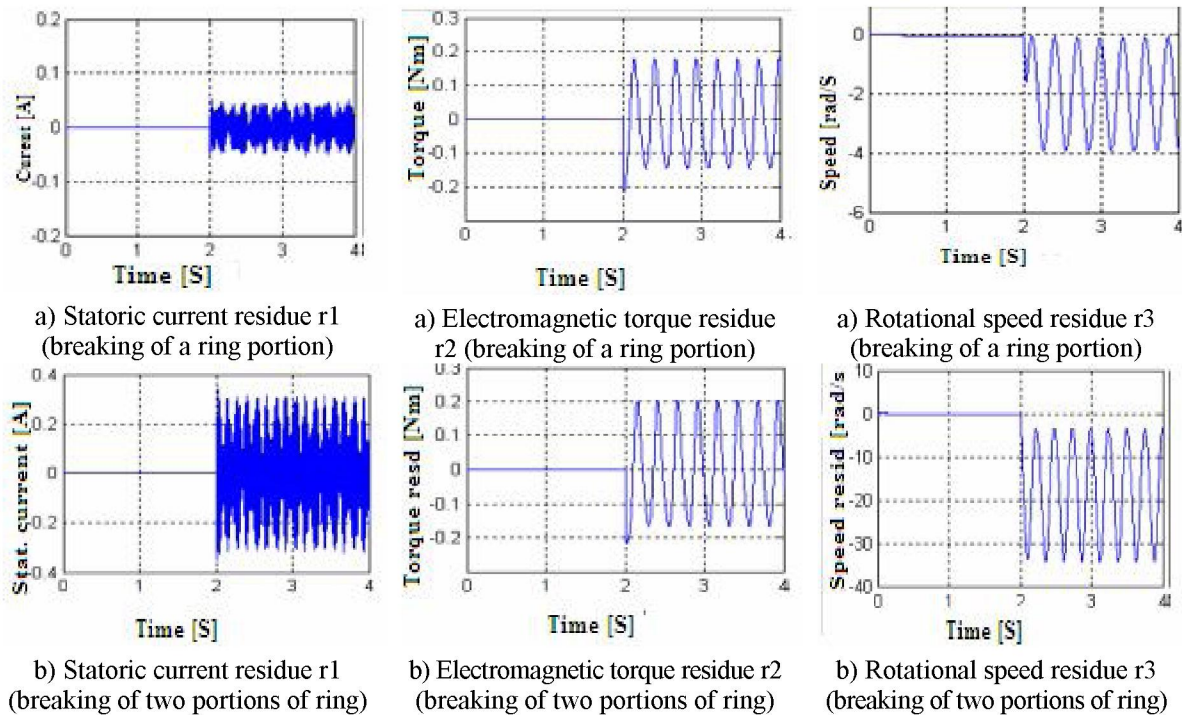 Curent [A]
0.2
0.1
0
-0.1
-0.2
0 1 2 3 4
Time [S]
a) Statoric current residue r1
(breaking of a ring portion)
Torque [Nm]
0.3
0.2
0.1
0
-0.1
-0.2
0 1 2 3 4
Time [S]
a) Electromagnetic torque residue
r2 (breaking of a ring portion)
Speed [rad/S
0
-2
-4
-6
0 1 2 3 4
Time [S]
a) Rotational speed residue r3
(breaking of a ring portion)
Stat. current [A]
0.4
0.2
0
-0.2
-0.4
0 1 2 3 4
Time [S]
b) Statoric current residue r1
(breaking of two portions of ring)
Torque resd [Nm]
0.3
0.2
0.1
0
-0.1
-0.2
0 1 2 3 4
Time [S]
b) Electromagnetic torque residue r2
(breaking of two portions of ring)
Speed resid [rad/s
10
0
-10
-20
-30
-40
0 1 2 3 4
Time [S]
b) Rotational speed residue r3
(breaking of two portions of ring)